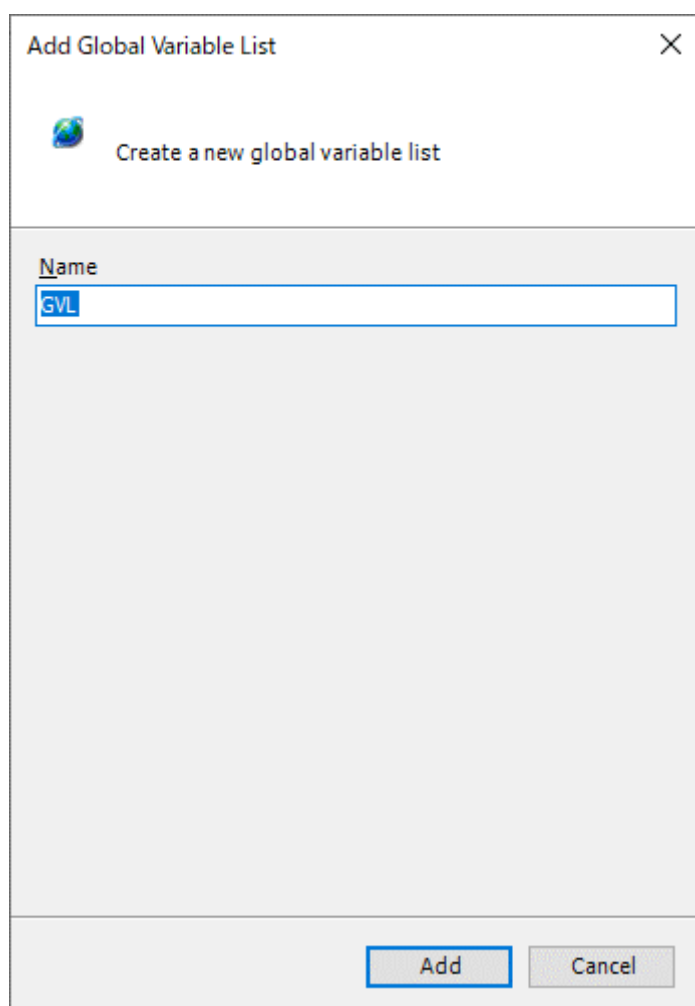 Add Global Variable List
Create a new global variable list
Name
GVL
Add
Cancel